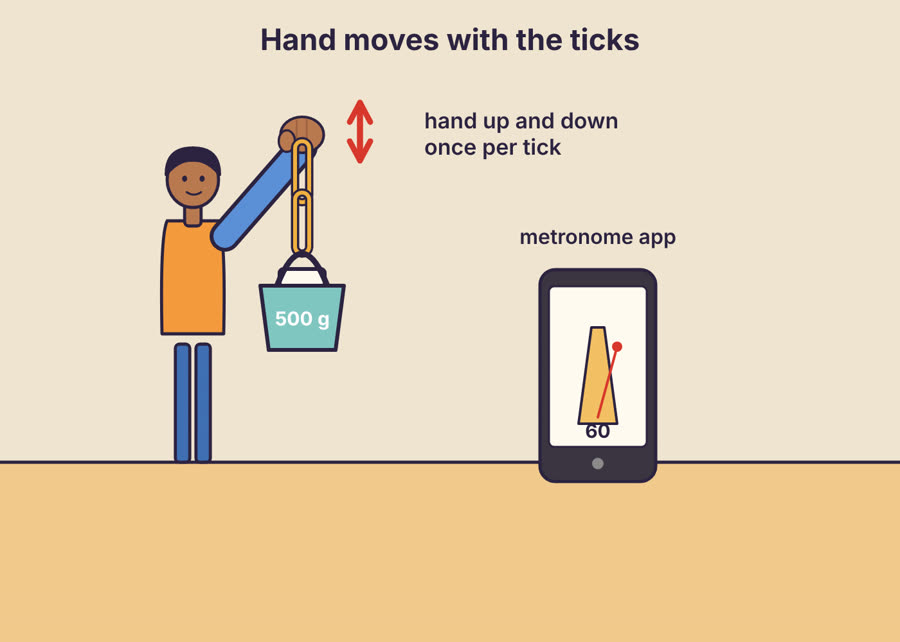 Hand moves with the ticks
hand up and down
once per tick
metronome app
500 g
60